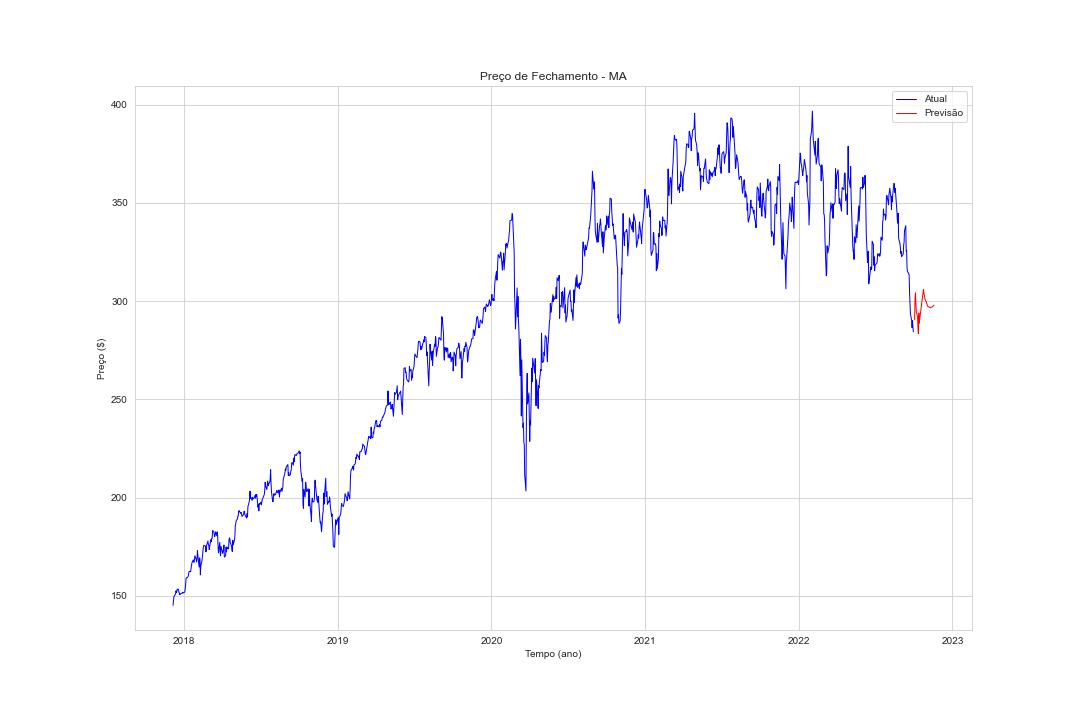 Preço de Fechamento - MA
Atual
Previsão
400
350
300
250
200
150
Preço ($)
2018 2019 2020 2021 2022 2023
Tempo (ano)